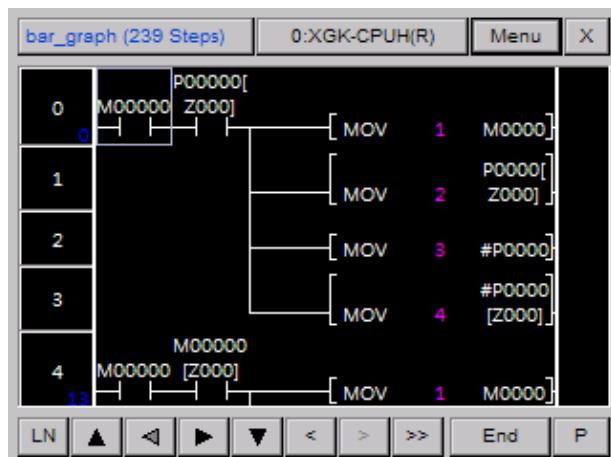 bar_graph (239 Steps) 0:XGK-CPUH(R) Menu X
P00000[
0 M00000 Z000]
0 MOV 1 M0000]
P0000[
1
MOV 2 Z000]
2 MOV 3 #P0000
3 #P0000
MOV 4 [Z000]
M00000
4 M00000 [Z000]
13 MOV 1 M0000]
LN < > >> End P